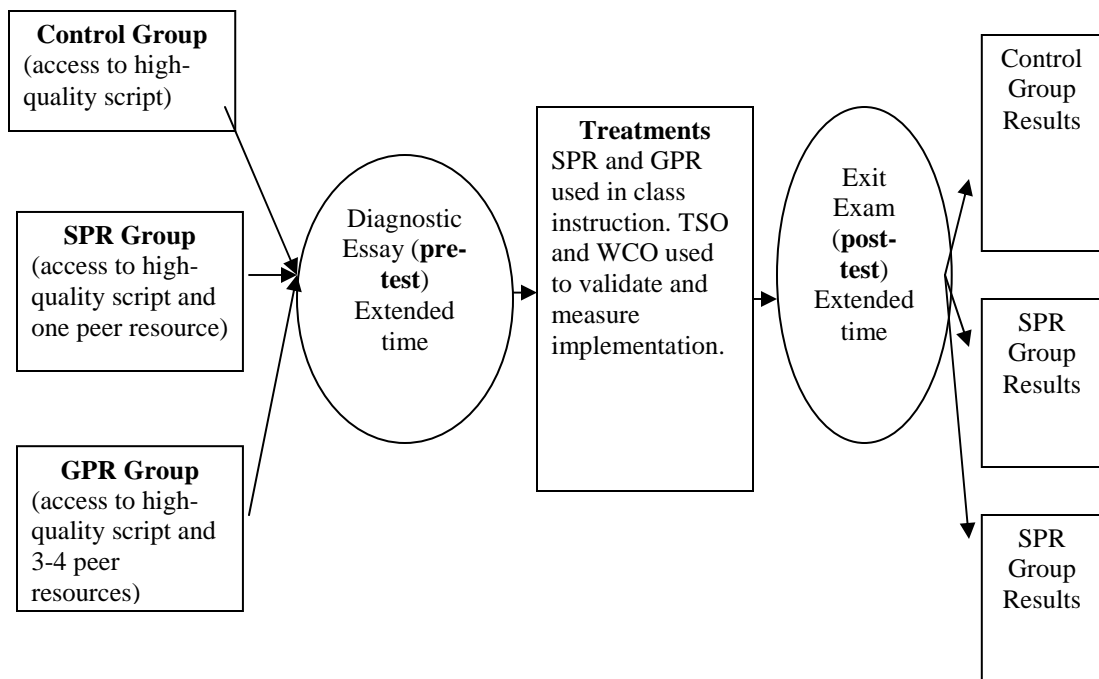 Control Group
(access to high-
quality script)
SPR Group
(access to high-
quality script and
one peer resource)
GPR Group
(access to high-
quality script and
3-4 peer
resources)
Diagnostic
Essay (pre-
test)
Extended
time
Treatments
SPR and GPR
used in class
instruction. TSO
and WCO used
to validate and
measure
implementation.
Exit
Exam
(post-
test)
Extended
time
Control
Group
Results
SPR
Group
Results
SPR
Group
Results